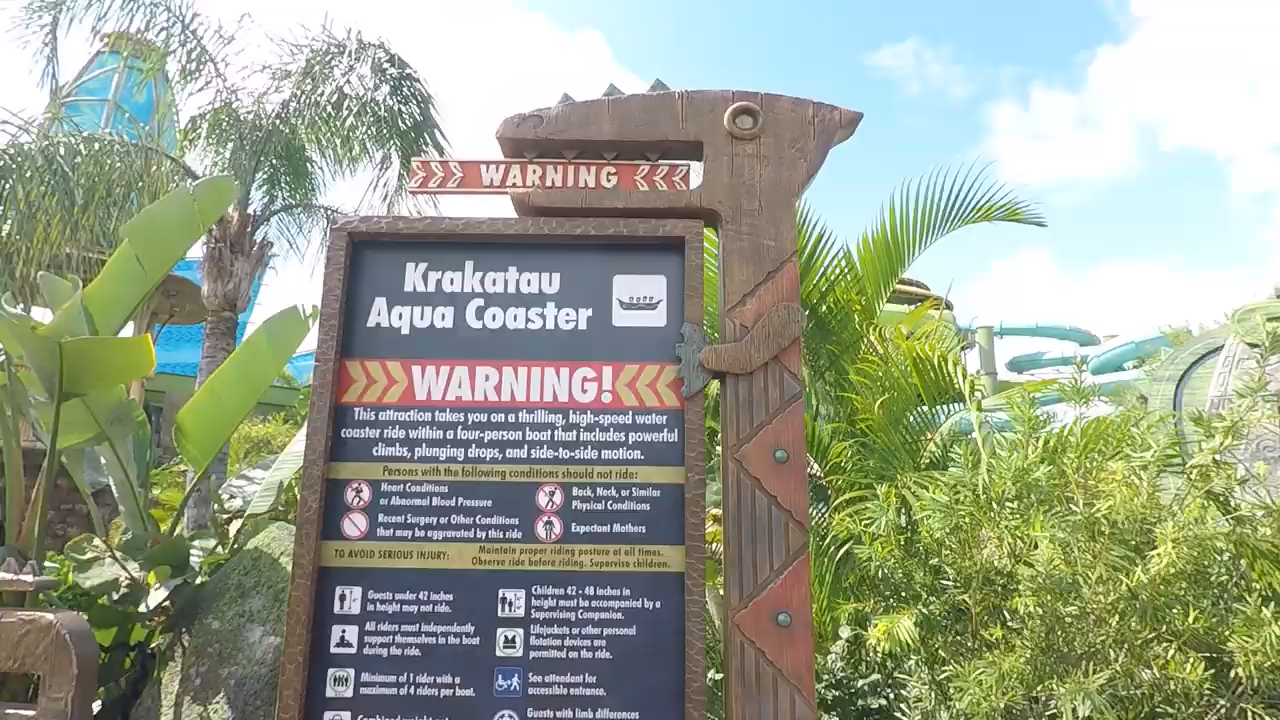 WARNING
Krakatau
Aqua Coaster
WARNING!
This attraction takes you on a thrilling, high-speed water
coaster ride within a four-person boat that includes powerful
climbs, plunging drops, and side-to-side motion.
Persons with the following conditions should not ride:
Heart Conditions
or Abnormal Blood Pressure
Back, Neck, or Similar
Physical Conditions
Recent Surgery or Other Conditions
that may be aggravated by this ride
Expectant Mothers
TO AVOID SERIOUS INJURY:
Maintain proper riding posture at all times.
Observe ride before riding. Supervise children.
Guests under 42 inches
in height may not ride.
Children 42 - 48 inches in
height must be accompanied by a
Supervising Companion.
All riders must independently
support themselves in the boat
during the ride.
Lifejackets or other personal
flotation devices are
permitted on the ride.
Minimum of 1 rider with a
maximum of 4 riders per boat.
See attendant for
accessible entrance.
Guests with limb differences